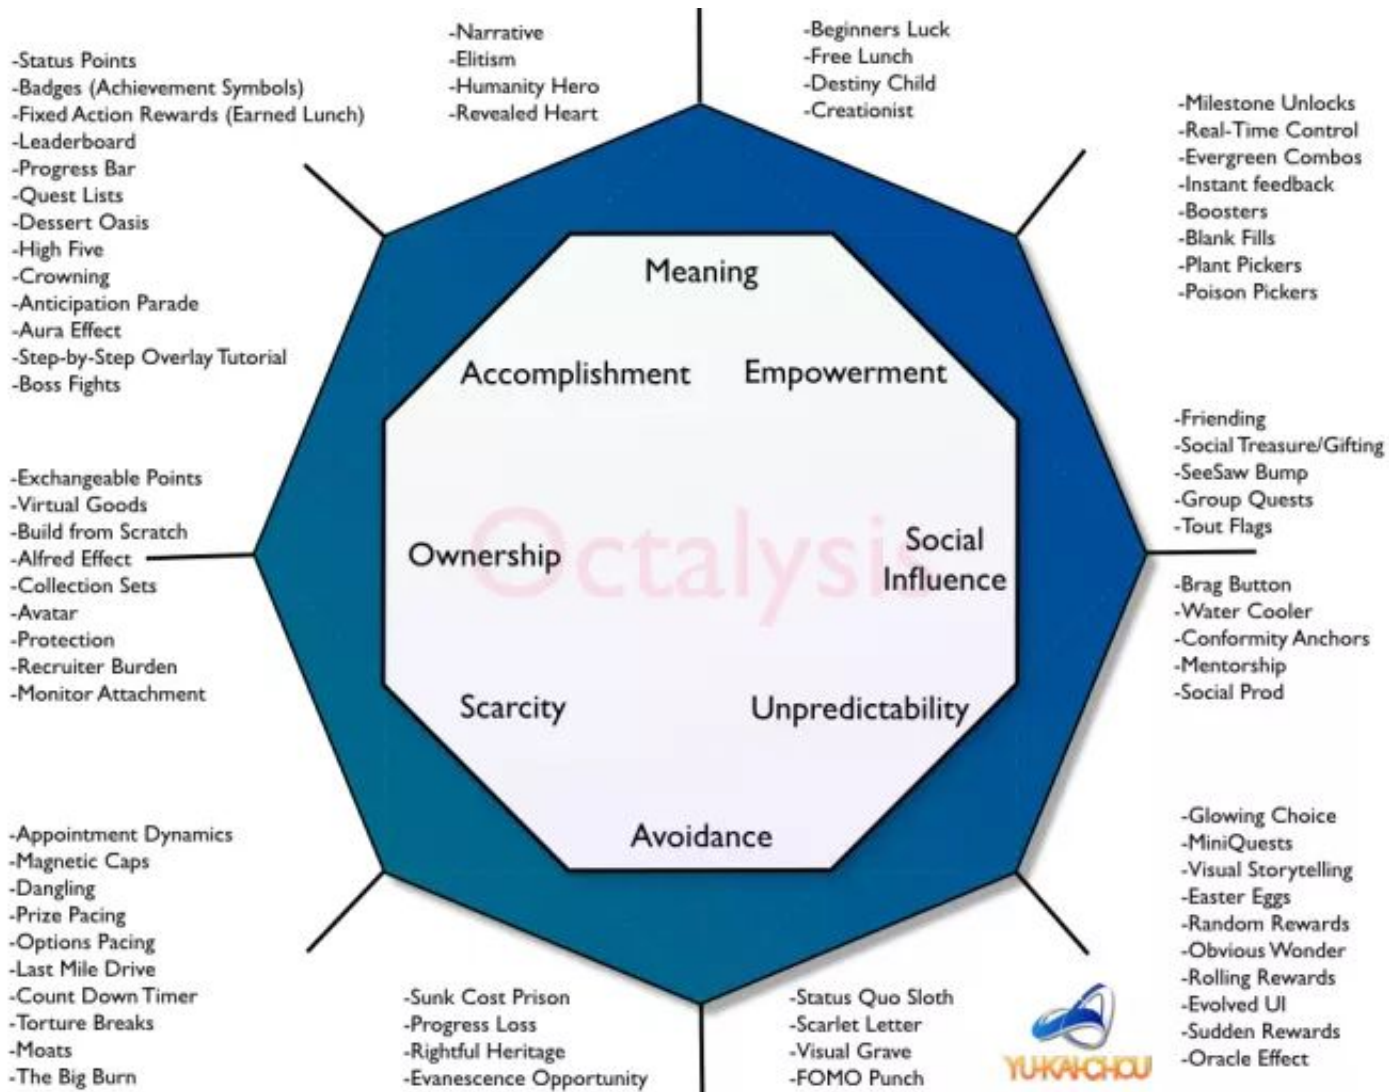 -Narrative
-Elitism
-Humanity Hero
-Revealed Heart
-Beginners Luck
-Free Lunch
-Destiny Child
-Creationist
-Status Points
-Badges (Achievement Symbols)
-Fixed Action Rewards (Earned Lunch)
-Leaderboard
-Progress Bar
-Quest Lists
-Dessert Oasis
-High Five
-Crowning
-Anticipation Parade
-Aura Effect
-Step-by-Step Overlay Tutorial
-Boss Fights
-Milestone Unlocks
-Real-Time Control
-Evergreen Combos
-Instant feedback
-Boosters
-Blank Fills
-Plant Pickers
-Poison Pickers
Meaning
Accomplishment
Empowerment
Ownership
Octalysis
Social
Influence
Scarcity
Unpredictability
Avoidance
-Exchangeable Points
-Virtual Goods
-Build from Scratch
-Alfred Effect
-Collection Sets
-Avatar
-Protection
-Recruiter Burden
-Monitor Attachment
-Friending
-Social Treasure/Gifting
-SeeSaw Bump
-Group Quests
-Tout Flags
-Brag Button
-Water Cooler
-Conformity Anchors
-Mentorship
-Social Prod
-Appointment Dynamics
-Magnetic Caps
-Dangling
-Prize Pacing
-Options Pacing
-Last Mile Drive
-Count Down Timer
-Torture Breaks
-Moats
-The Big Burn
-Sunk Cost Prison
-Progress Loss
-Rightful Heritage
-Evanescence Opportunity
-Status Quo Sloth
-Scarlet Letter
-Visual Grave
-FOMO Punch
YU-KAI CHOU
-Glowing Choice
-MiniQuests
-Visual Storytelling
-Easter Eggs
-Random Rewards
-Obvious Wonder
-Rolling Rewards
-Evolved UI
-Sudden Rewards
-Oracle Effect